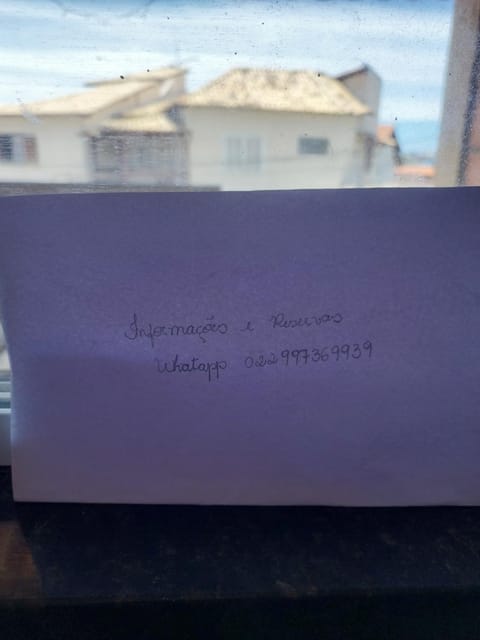 Informações e Reservas
Whatapp 022997369939